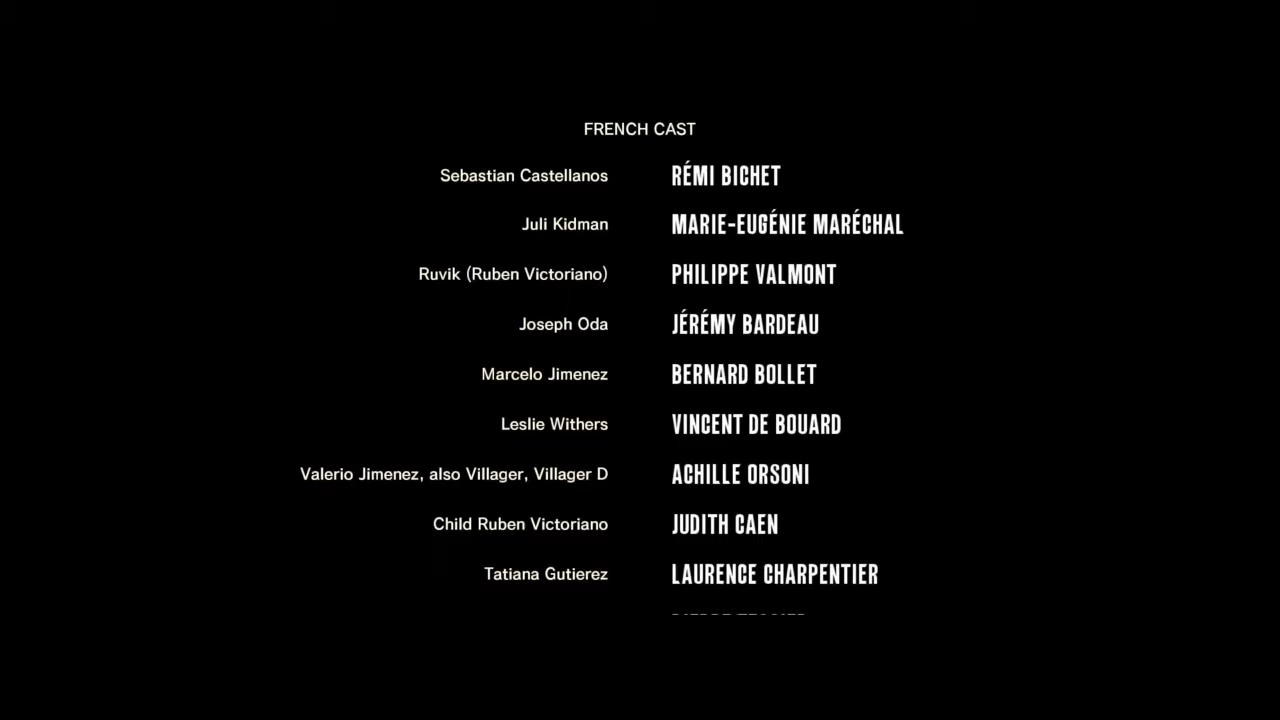 FRENCH CAST
Sebastian Castellanos RÉMI BICHET
Juli Kidman MARIE-EUGÉNIE MARÉCHAL
Ruvik (Ruben Victoriano) PHILIPPE VALMONT
Joseph Oda JÉRÉMY BARDEAU
Marcelo Jimenez BERNARD BOLLET
Leslie Withers VINCENT DE BOUARD
Valerio Jimenez, also Villager, Villager D ACHILLE ORSONI
Child Ruben Victoriano JUDITH CAEN
Tatiana Gutierez LAURENCE CHARPENTIER